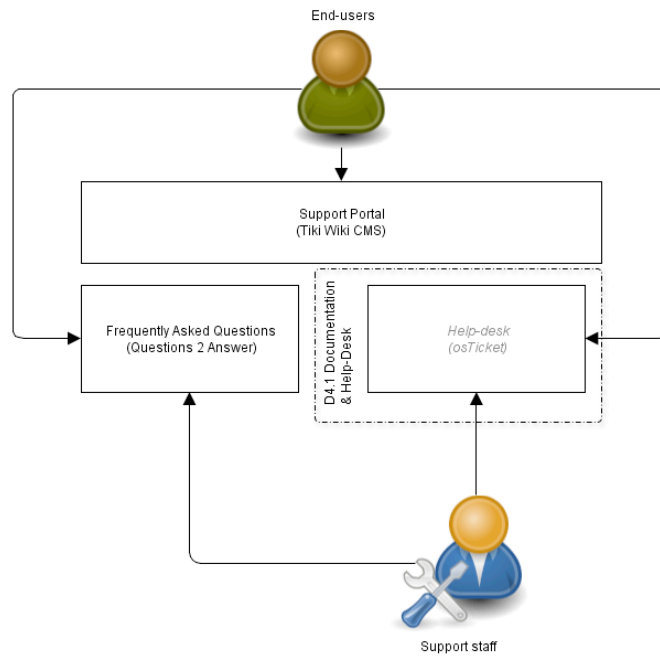 End-users
Support Portal
(Tiki Wiki CMS)
Frequently Asked Questions
(Questions 2 Answer)
D4.1 Documentation
& Help-Desk
Help-desk
(osTicket)
Support staff